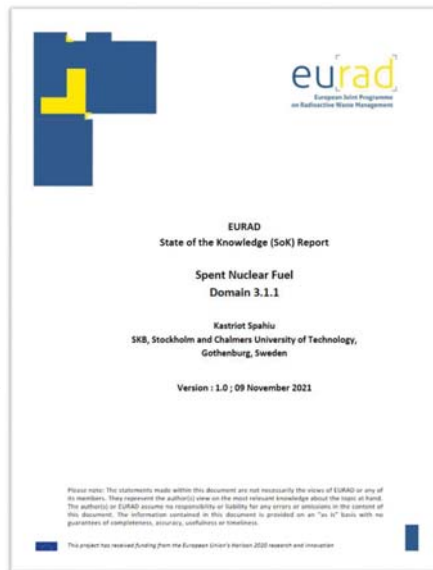 eu[rad]
European Joint Programme
on Radioactive Waste Management
EURAD
State of the Knowledge (SoK) Report
Spent Nuclear Fuel
Domain 3.1.1
Kastriot Spahiu
SKB, Stockholm and Chalmers University of Technology,
Gothenburg, Sweden
Version : 1.0 ; 09 November 2021
Please note: The statements made within this document are not necessarily the views of EURAD or any of
its members. They represent the author(s) view on the most relevant knowledge about the topic at hand.
The author(s) or EURAD assume no responsibility or liability for any errors or omissions in the content of
this document. The information contained in this document is provided on an "as is" basis with no
guarantees of completeness, accuracy, usefulness or timeliness.
This project has received funding from the European Union's Horizon 2020 research and innovation